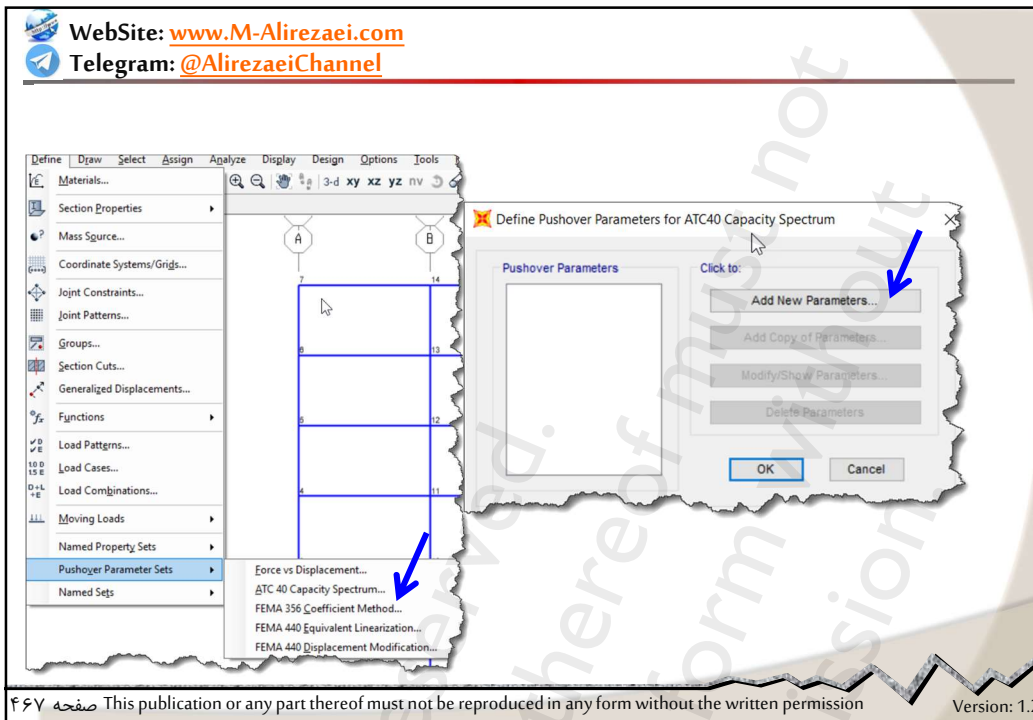 WebSite: www.M-Alirezaei.com
Telegram: @AlirezaeiChannel
Define Draw Select Assign Analyze Display Design Options Tools
3-d xy xz yz nv
Materials...
Section Properties
Mass Source...
Coordinate Systems/Grids...
Joint Constraints...
Joint Patterns...
Groups...
Section Cuts...
Generalized Displacements...
Functions
Load Patterns...
Load Cases...
Load Combinations...
Moving Loads
Named Property Sets
Pushover Parameter Sets
Named Sets
Force vs Displacement...
ATC 40 Capacity Spectrum...
FEMA 356 Coefficient Method...
FEMA 440 Equivalent Linearization...
FEMA 440 Displacement Modification...
A B
7 14
6 13
5 12
4 11
Define Pushover Parameters for ATC40 Capacity Spectrum
Pushover Parameters
Click to:
Add New Parameters...
Add Copy of Parameters...
Modify/Show Parameters...
Delete Parameters
OK Cancel
صفحه ۴۶۷ This publication or any part thereof must not be reproduced in any form without the written permission
Version: 1.